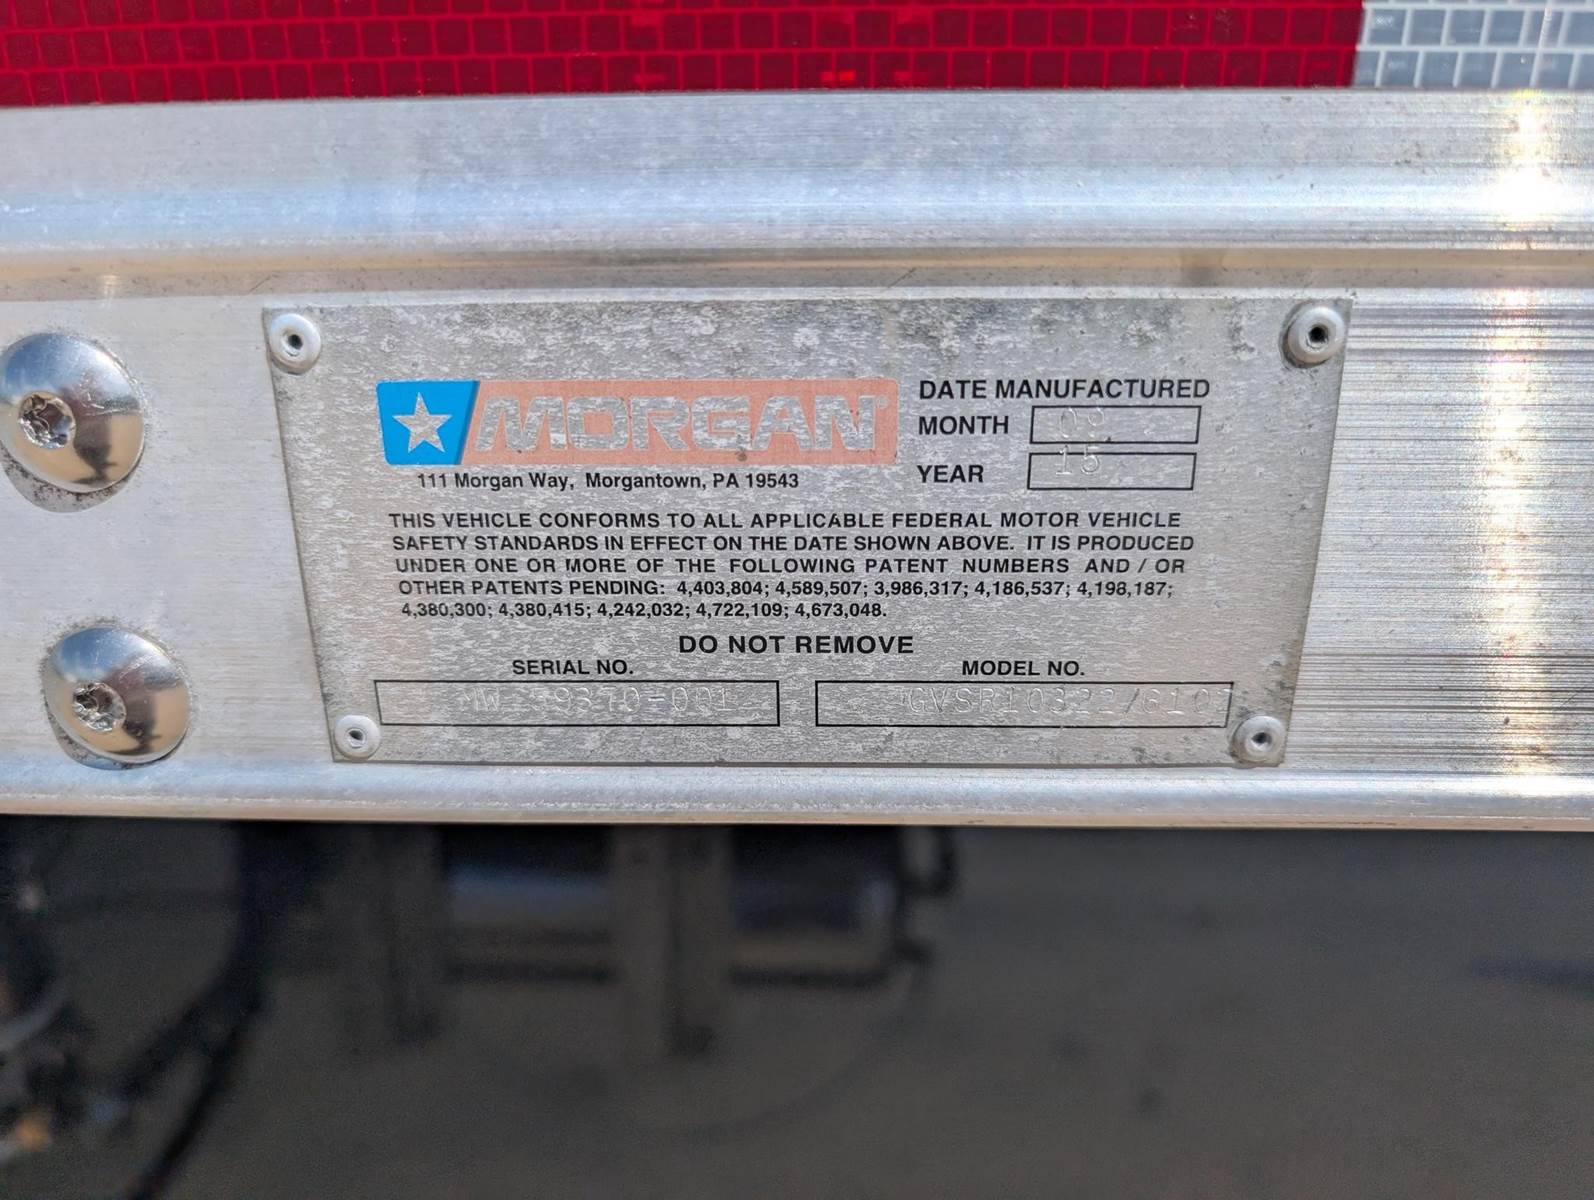 MORGAN
111 Morgan Way, Morgantown, PA 19543
DATE MANUFACTURED
MONTH
YEAR 15
THIS VEHICLE CONFORMS TO ALL APPLICABLE FEDERAL MOTOR VEHICLE
SAFETY STANDARDS IN EFFECT ON THE DATE SHOWN ABOVE. IT IS PRODUCED
UNDER ONE OR MORE OF THE FOLLOWING PATENT NUMBERS AND / OR
OTHER PATENTS PENDING: 4,403,804; 4,589,507; 3,986,317; 4,186,537; 4,198,187;
4,380,300; 4,380,415; 4,242,032; 4,722,109; 4,673,048.
DO NOT REMOVE
SERIAL NO. MODEL NO.